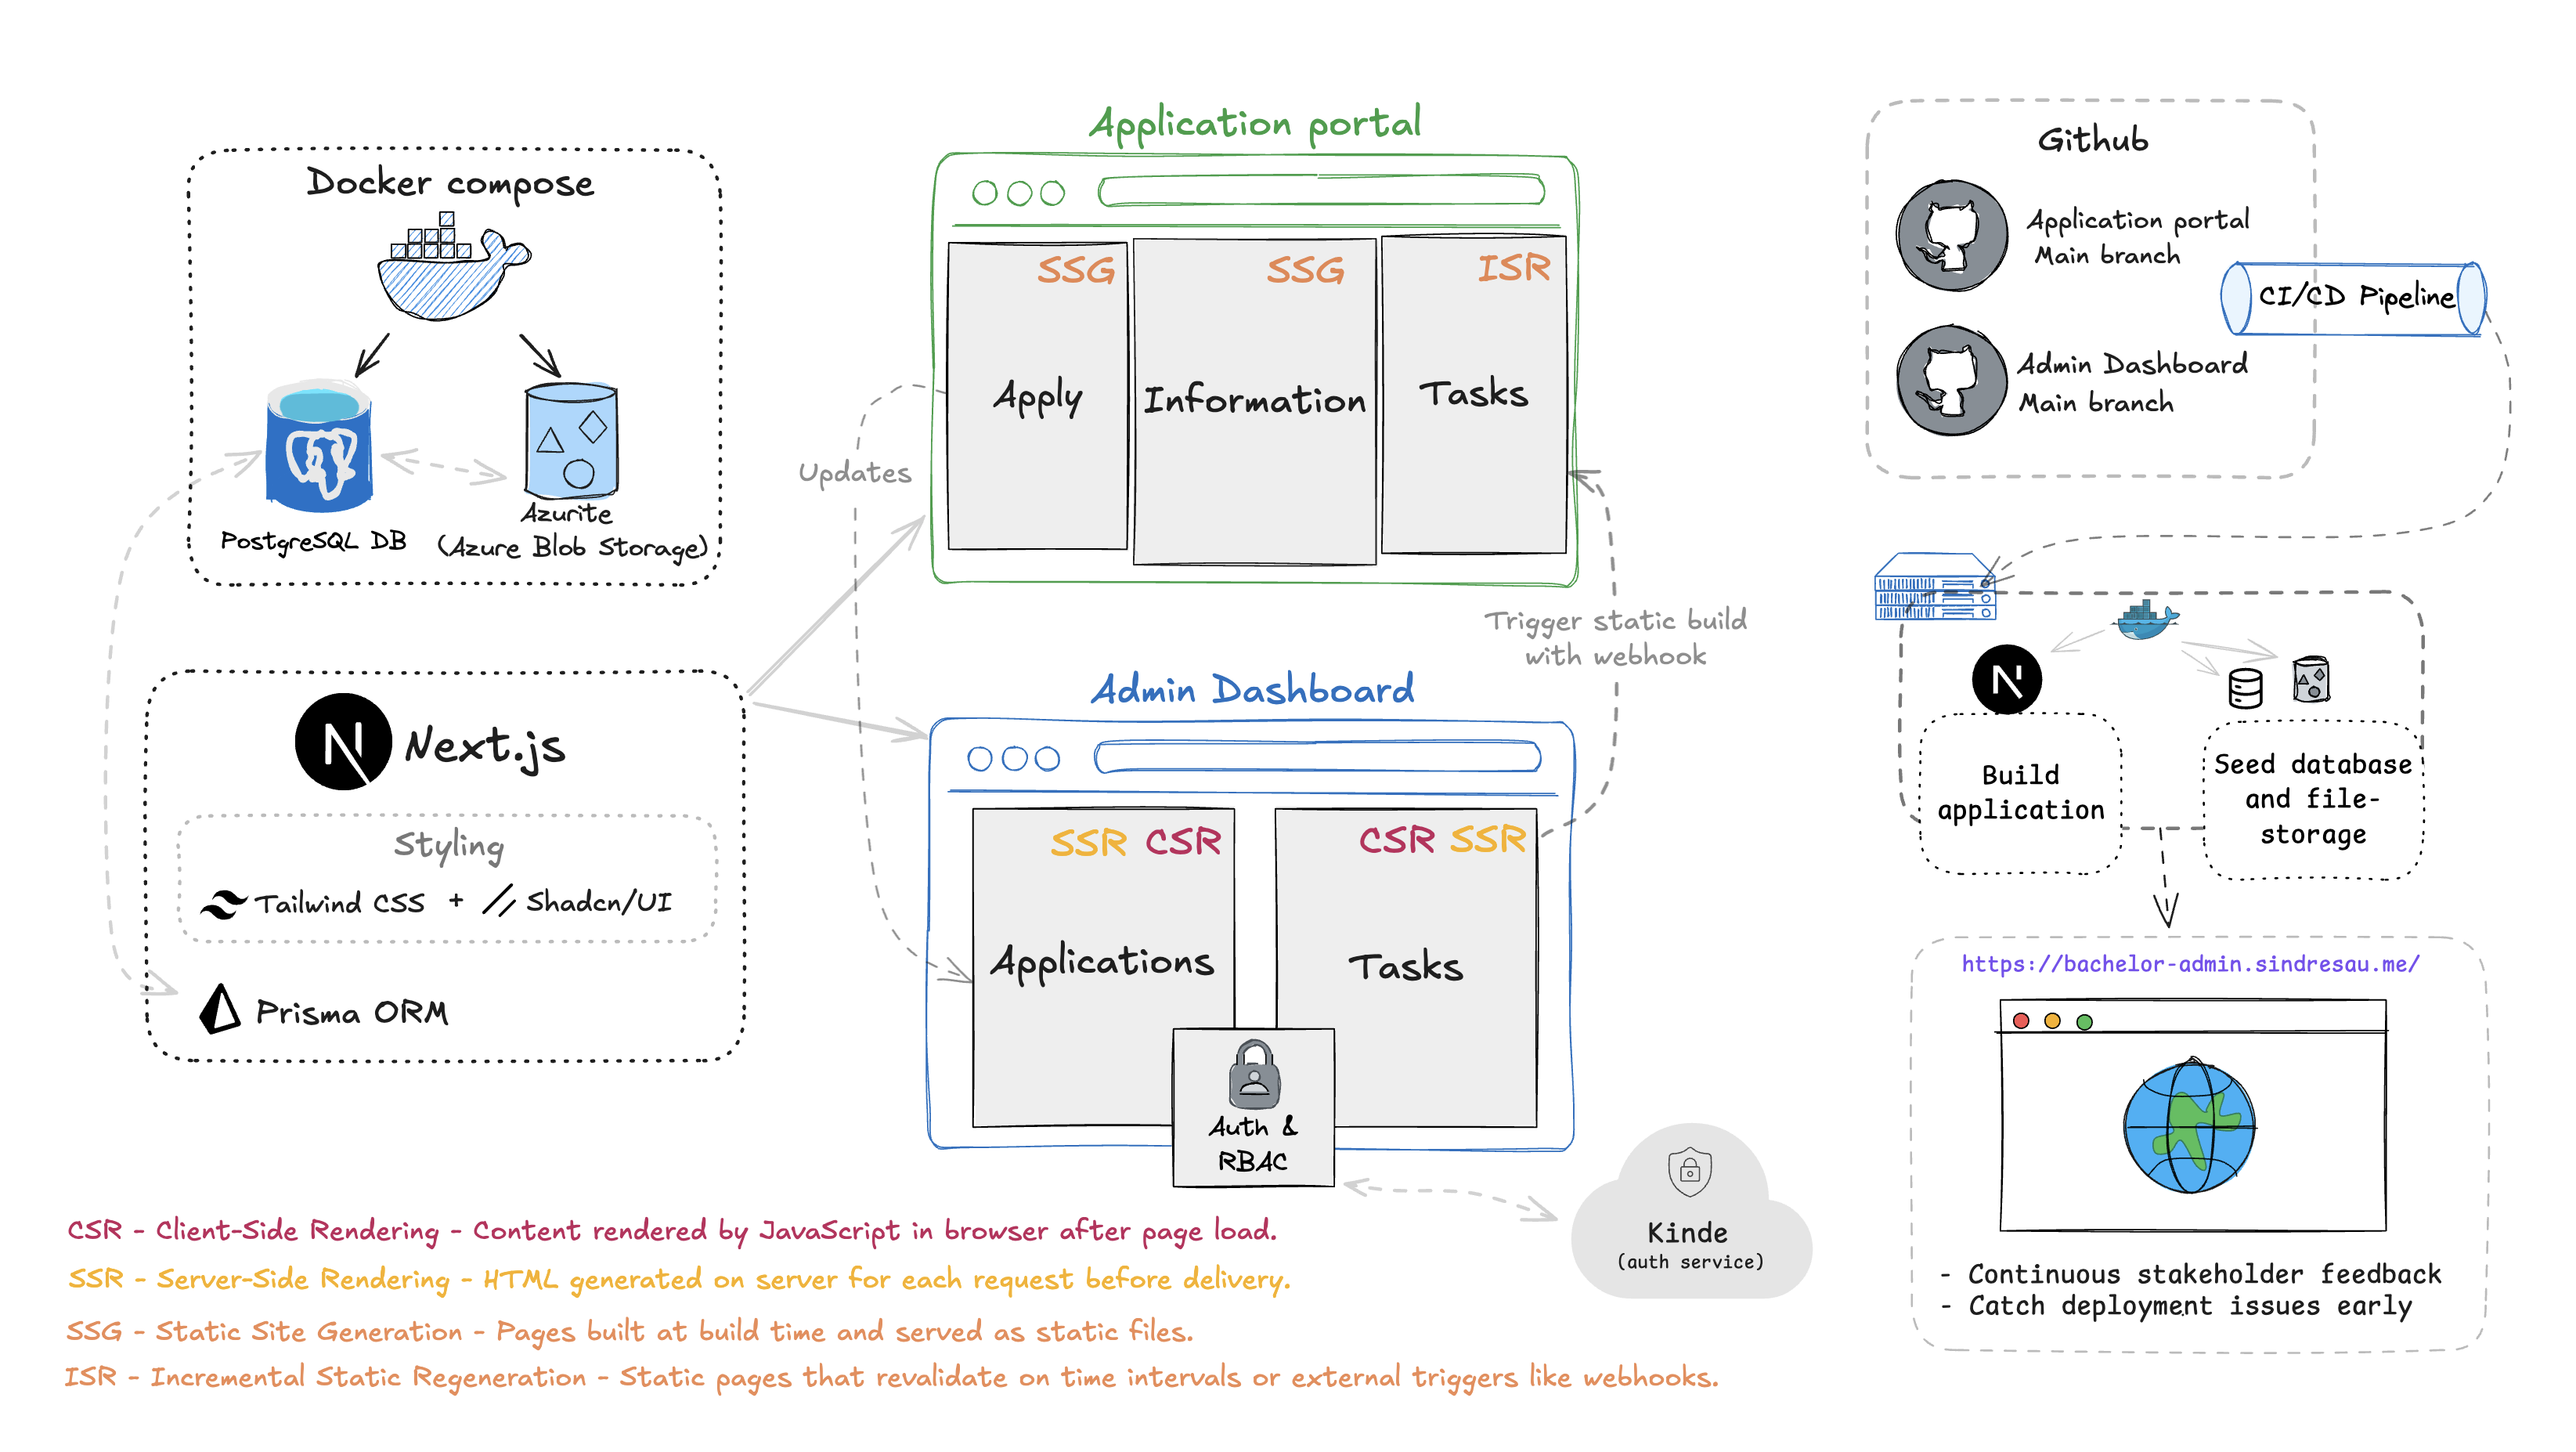 Docker compose
PostgreSQL DB
Azurite
(Azure Blob Storage)
Next.js
Styling
Tailwind CSS + Shadcn/UI
Prisma ORM
Application portal
SSG
SSG
ISR
Apply
Information
Tasks
Updates
Trigger static build
with webhook
Admin Dashboard
SSR CSR
CSR SSR
Applications
Tasks
Auth &
RBAC
Kinde
(auth service)
Github
Application portal
Main branch
CI/CD Pipeline
Admin Dashboard
Main branch
Build
application
Seed database
and file-
storage
https://bachelor-admin.sindresau.me/
- Continuous stakeholder feedback
- Catch deployment issues early
CSR - Client-Side Rendering - Content rendered by JavaScript in browser after page load.
SSR - Server-Side Rendering - HTML generated on server for each request before delivery.
SSG - Static Site Generation - Pages built at build time and served as static files.
ISR - Incremental Static Regeneration - Static pages that revalidate on time intervals or external triggers like webhooks.